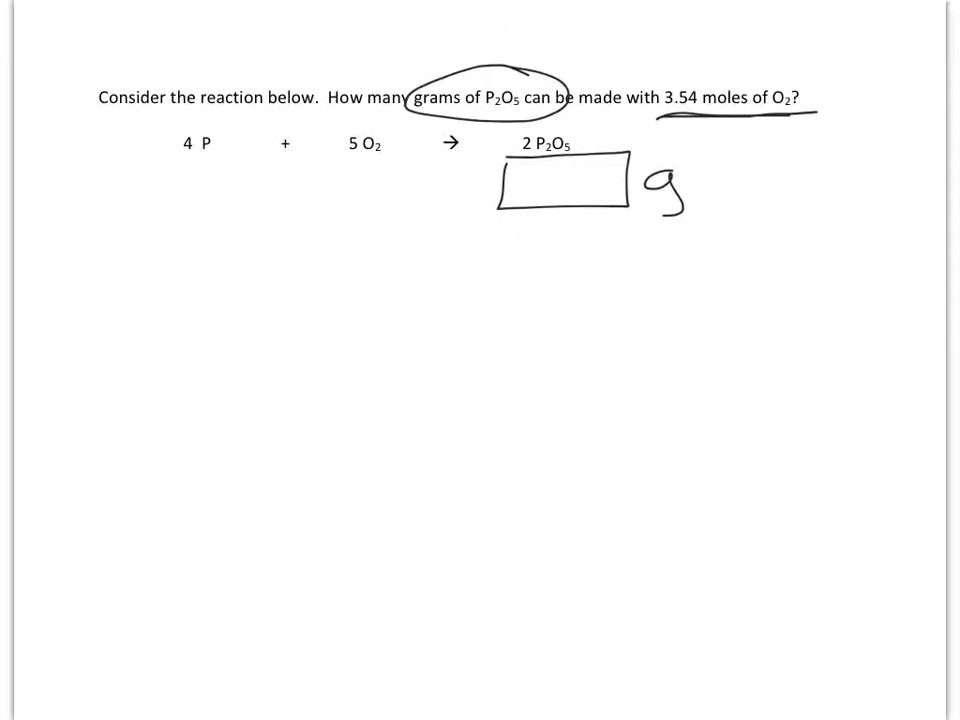 Consider the reaction below. How many grams of P₂O₅ can be made with 3.54 moles of O₂?
4 P + 5 O₂ → 2 P₂O₅
g